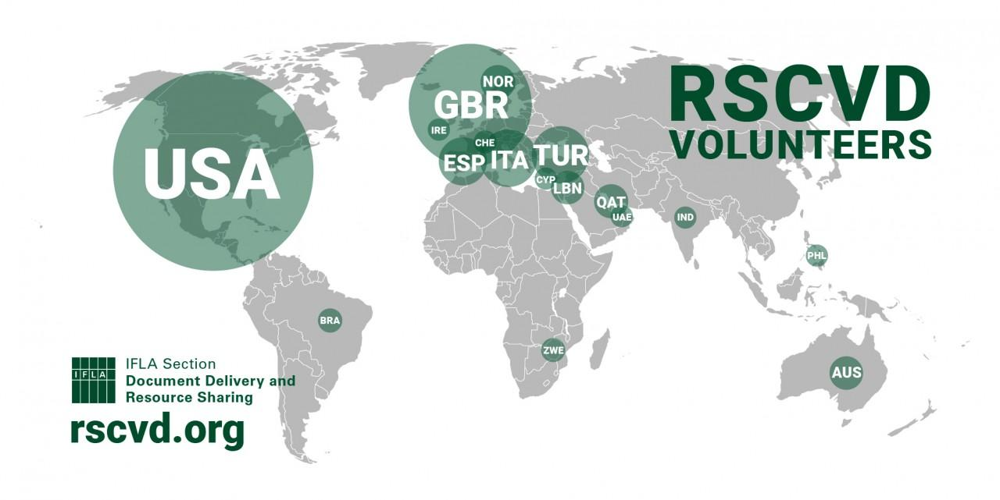 RSCVD
VOLUNTEERS
USA
NOR
GBR
IRE
CHE
ESP
ITA
TUR
CYP
LBN
QAT
UAE
IND
PHL
BRA
ZWE
AUS
IFLA
IFLA Section
Document Delivery and
Resource Sharing
rscvd.org